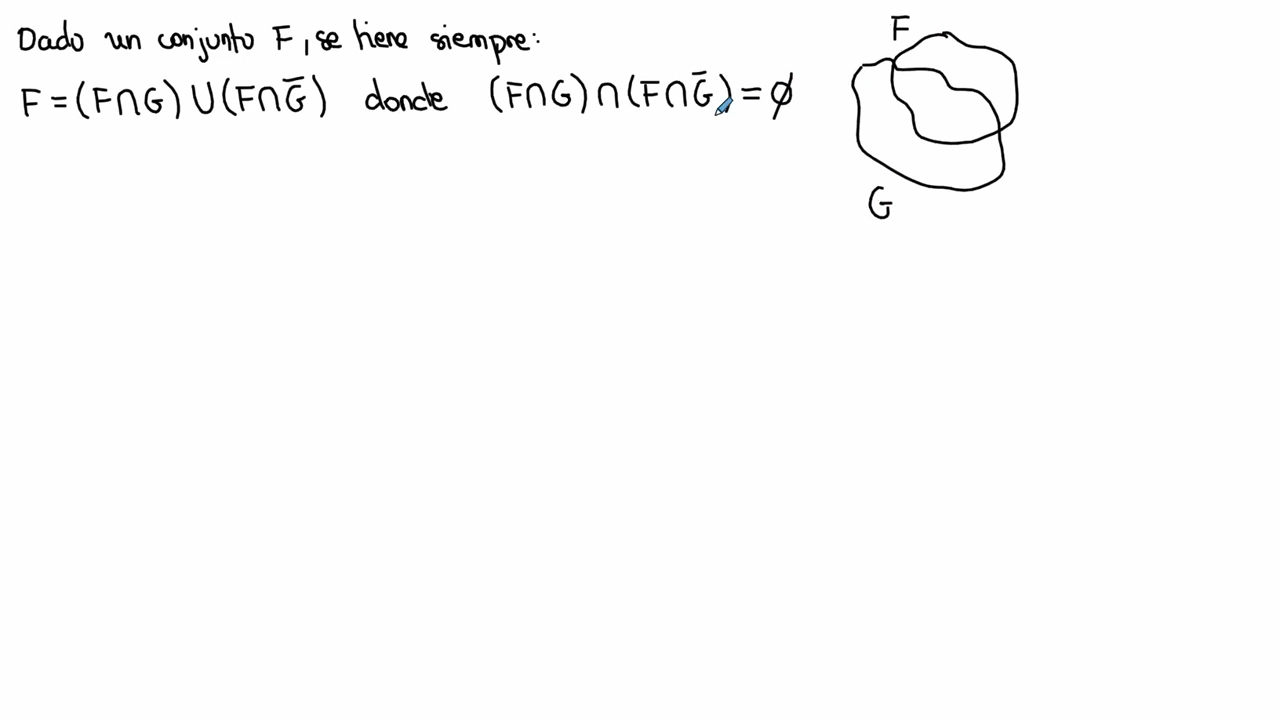 Dado un conjunto F, se tiene siempre:
F = (F∩G) ∪ (F∩G̅) donde (F∩G) ∩ (F∩G̅) = ∅
F
G